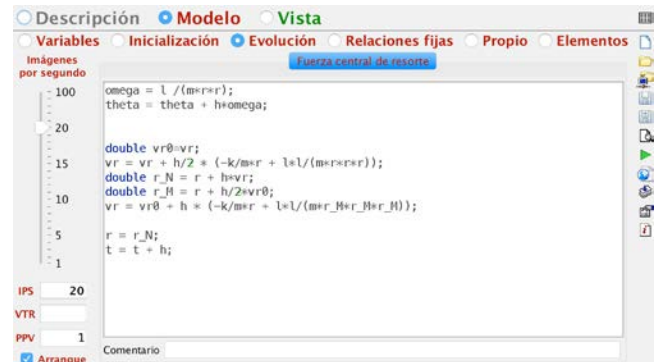 Descripción Modelo Vista
Variables Inicialización Evolución Relaciones fijas Propio Elementos
Imágenes
por segundo
Fuerza central de resorte
100
20
15
10
5
1
omega = l /(m*r*r);
theta = theta + h*omega;
double vr0=vr;
vr = vr + h/2 * (-k/m*r + l*l/(m*r*r*r));
double r_N = r + h*vr;
double r_M = r + h/2*vr0;
vr = vr0 + h * (-k/m*r + l*l/(m*r_M*r_M*r_M));
r = r_N;
t = t + h;
IPS 20
VTR
PPV 1
Arranque
Comentario